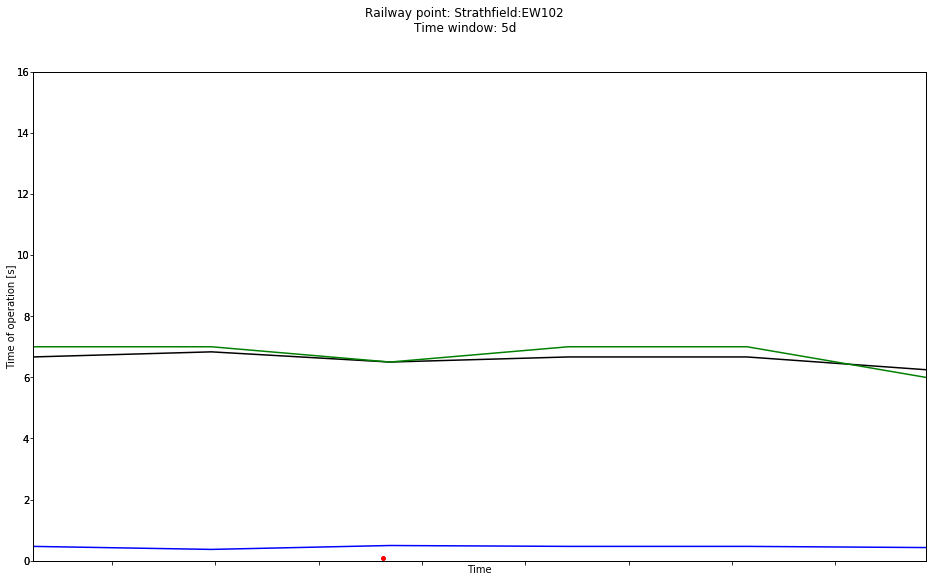 Railway point: Strathfield:EW102
Time window: 5d
16
14
12
10
8
6
4
2
0
Time of operation [s]
Time